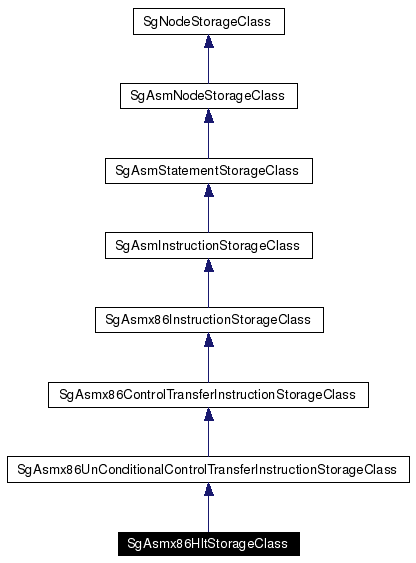 SgNodeStorageClass
SgAsmNodeStorageClass
SgAsmStatementStorageClass
SgAsmInstructionStorageClass
SgAsmx86InstructionStorageClass
SgAsmx86ControlTransferInstructionStorageClass
SgAsmx86UnConditionalControlTransferInstructionStorageClass
SgAsmx86HltStorageClass